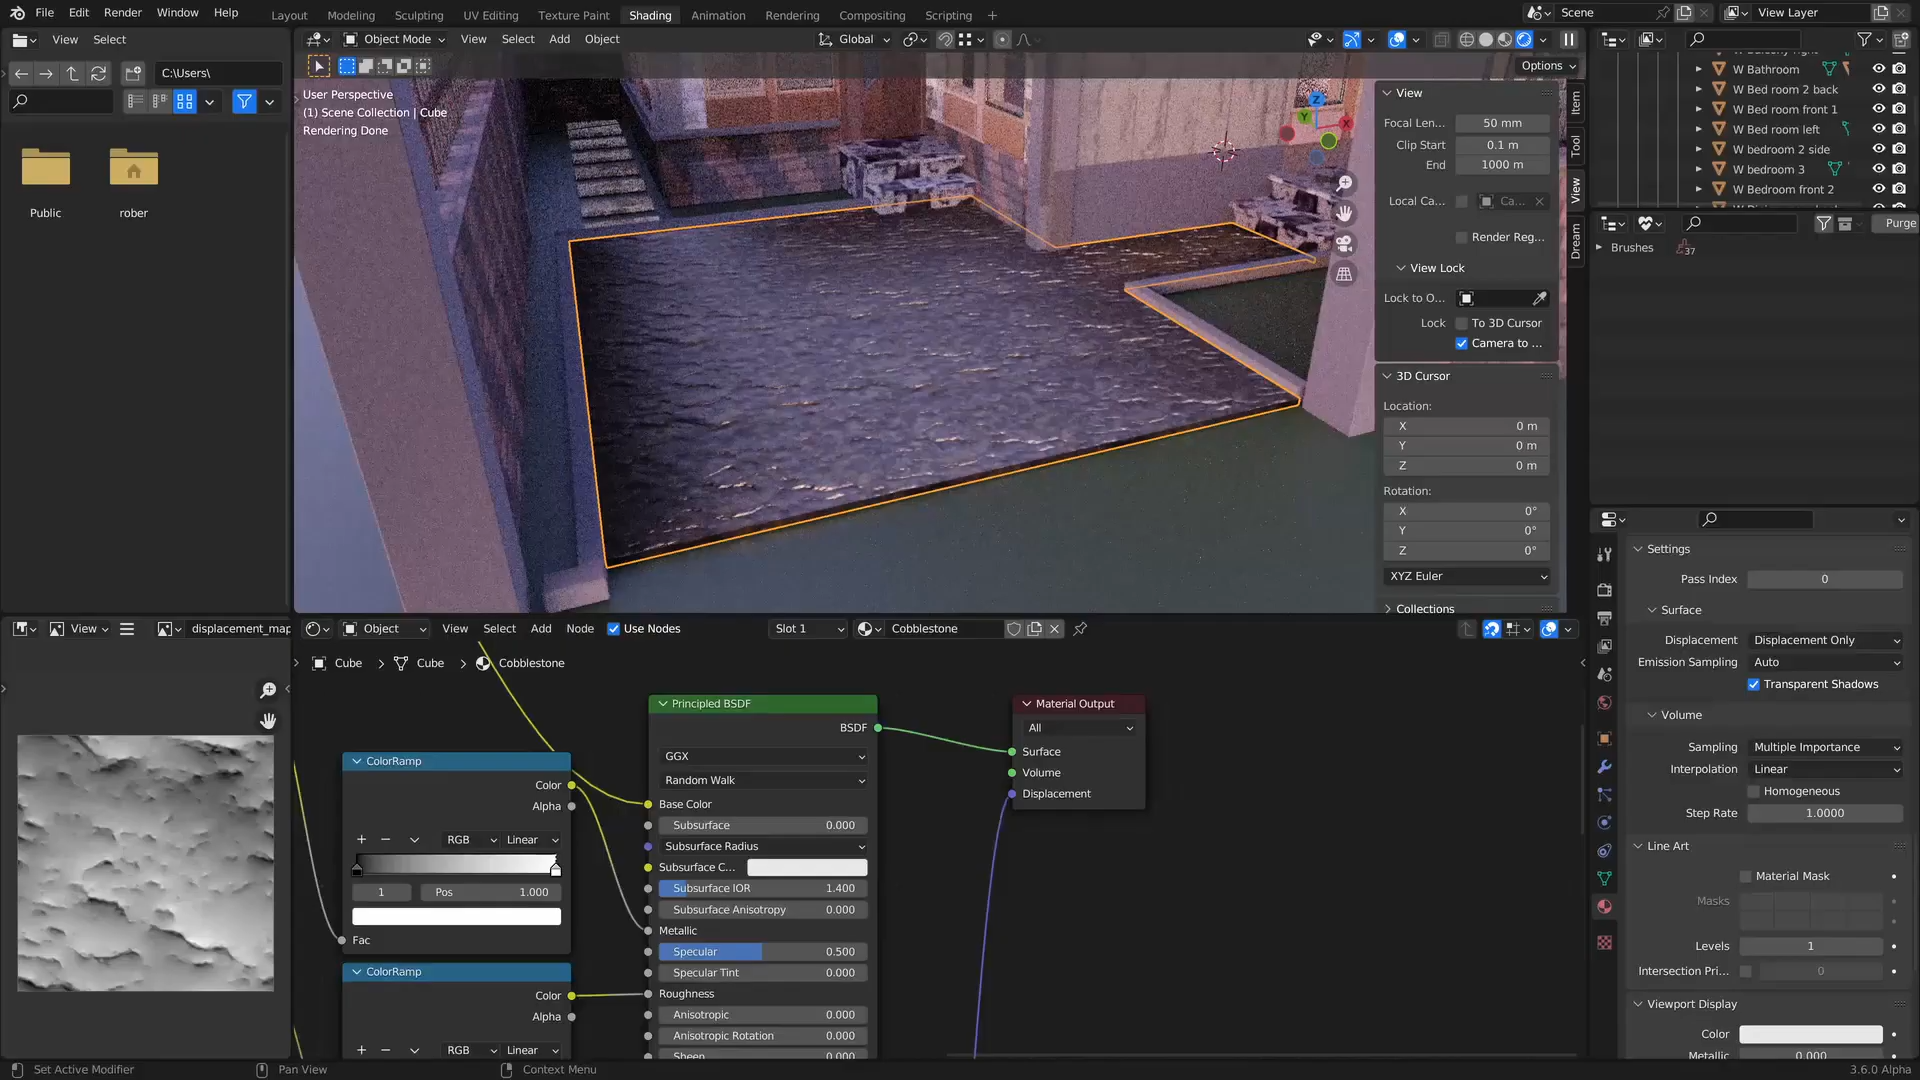 File Edit Render Window Help
Layout Modeling Sculpting UV Editing Texture Paint Shading Animation Rendering Compositing Scripting +
Scene
View Layer
View Select
C:\Users\
Public
rober
Object Mode View Select Add Object
Global
Options
User Perspective
(1) Scene Collection | Cube
Rendering Done
Z
Y
X
View
Focal Len... 50 mm
Clip Start 0.1 m
End 1000 m
Local Ca... Ca...
Render Reg...
View Lock
Lock to O...
Lock To 3D Cursor
Camera to ...
3D Cursor
Location:
X 0 m
Y 0 m
Z 0 m
Rotation:
X 0°
Y 0°
Z 0°
XYZ Euler
Collections
Item
Tool
View
Dream
W Bathroom
W Bed room 2 back
W Bed room front 1
W Bed room left
W bedroom 2 side
W bedroom 3
W Bedroom front 2
Purge
Brushes 37
Settings
Pass Index 0
Surface
Displacement Displacement Only
Emission Sampling Auto
Transparent Shadows
Volume
Sampling Multiple Importance
Interpolation Linear
Homogeneous
Step Rate 1.0000
Line Art
Material Mask
Masks
Levels 1
Intersection Pri... 0
Viewport Display
Color
Metallic 0.000
View displacement_map
Object View Select Add Node Use Nodes Slot 1 Cobblestone
Cube > Cube > Cobblestone
ColorRamp
Color
Alpha
RGB Linear
1 Pos 1.000
Fac
ColorRamp
Color
Alpha
RGB Linear
Principled BSDF
BSDF
GGX
Random Walk
Base Color
Subsurface 0.000
Subsurface Radius
Subsurface C...
Subsurface IOR 1.400
Subsurface Anisotropy 0.000
Metallic
Specular 0.500
Specular Tint 0.000
Roughness
Anisotropic 0.000
Anisotropic Rotation 0.000
Sheen 0.000
Material Output
All
Surface
Volume
Displacement
Set Active Modifier
Pan View
Context Menu
3.6.0 Alpha